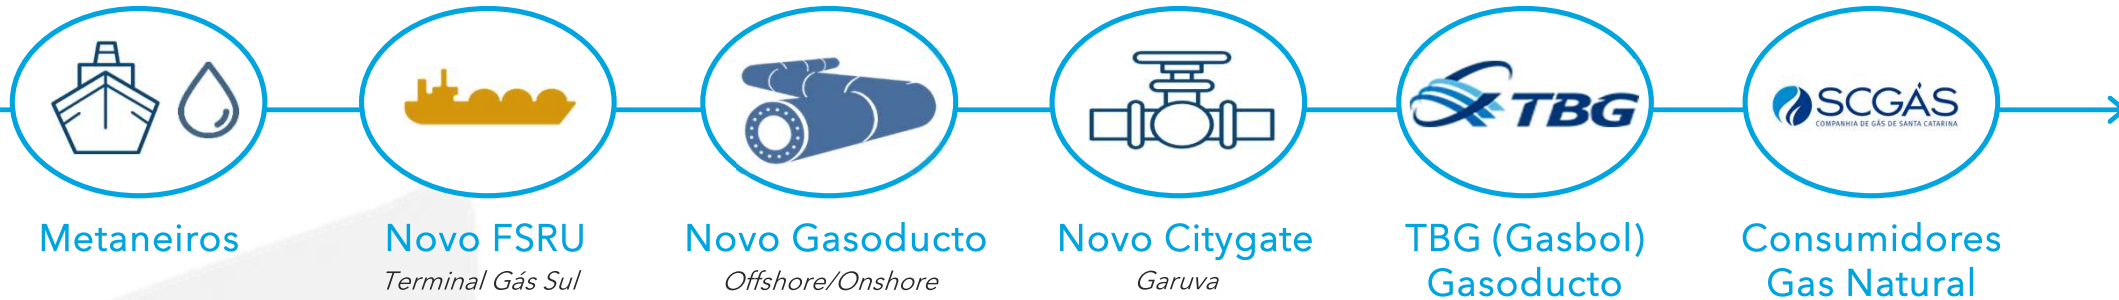 TBG
SCGÁS
COMPANHIA DE GÁS DE SANTA CATARINA
Metaneiros
Novo FSRU
Terminal Gás Sul
Novo Gasoducto
Offshore/Onshore
Novo Citygate
Garuva
TBG (Gasbol)
Gasoducto
Consumidores
Gas Natural